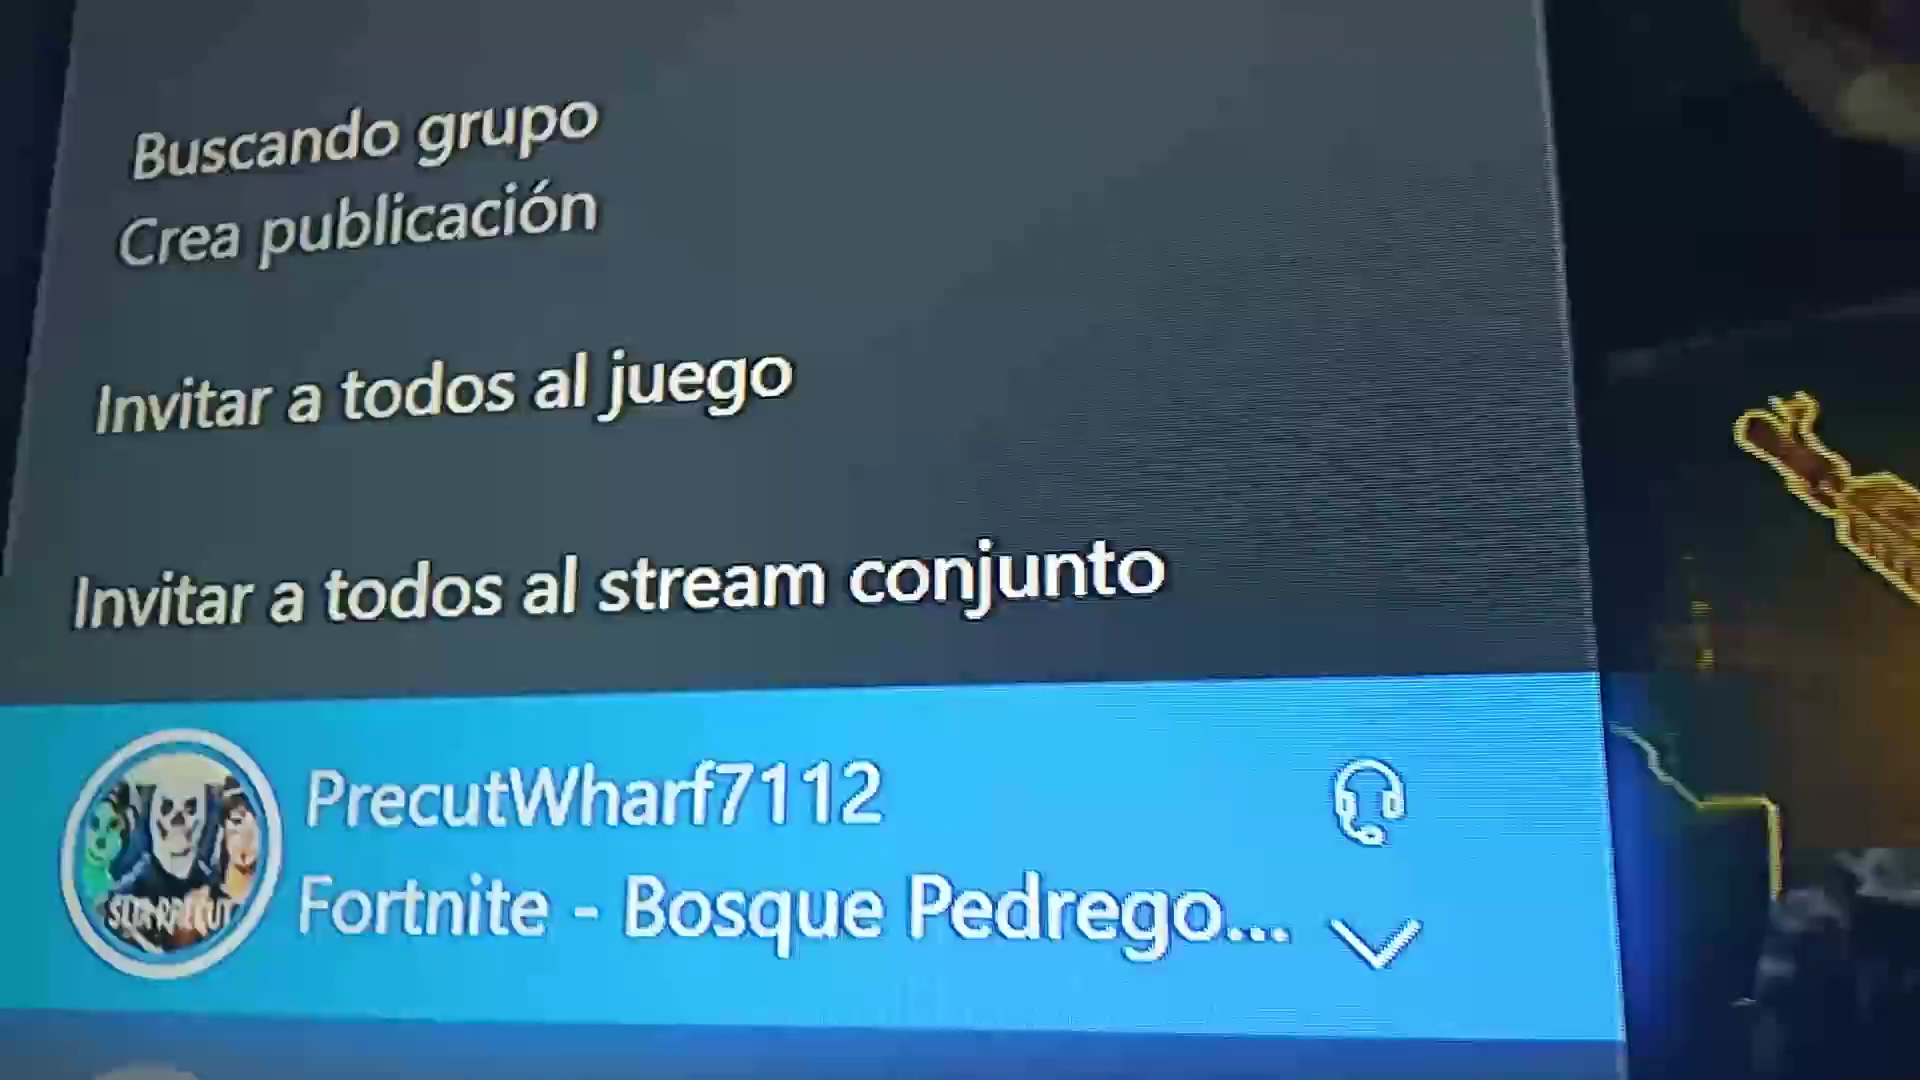 Buscando grupo
Crea publicación
Invitar a todos al juego
Invitar a todos al stream conjunto
PrecutWharf7112
Fortnite - Bosque Pedrego...